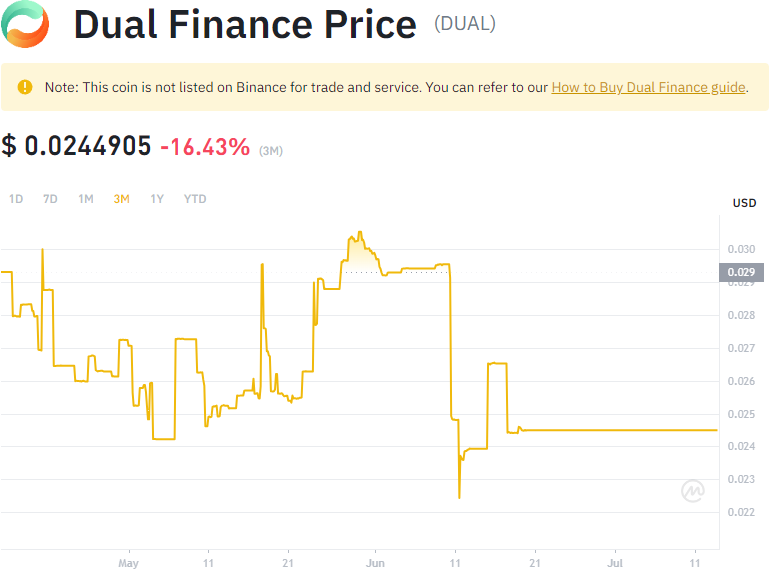 Dual Finance Price (DUAL)
Note: This coin is not listed on Binance for trade and service. You can refer to our How to Buy Dual Finance guide.
$ 0.0244905 -16.43% (3M)
1D 7D 1M 3M 1Y YTD
USD
0.030
0.029
0.029
0.028
0.027
0.026
0.025
0.024
0.023
0.022
May 11 21 Jun 11 21 Jul 11